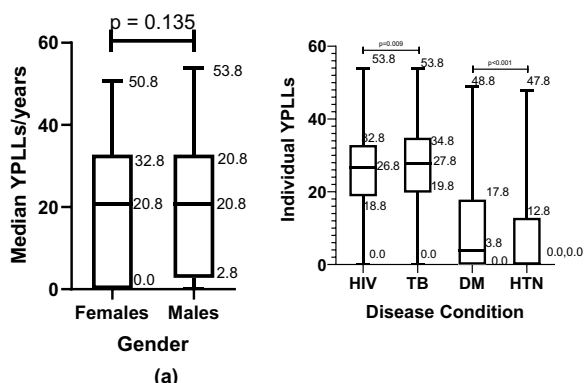 p = 0.135
60
40
20
0
Median YPLLs/years
50.8
32.8
20.8
0.0
53.8
20.8
20.8
2.8
Females
Males
Gender
(a)
60
40
20
0
Individual YPLLs
p=0.009
53.8
53.8
p<0.001
48.8
47.8
32.8
26.8
18.8
0.0
34.8
27.8
19.8
0.0
17.8
3.8
0.0
12.8
0.0,0.0
HIV
TB
DM
HTN
Disease Condition